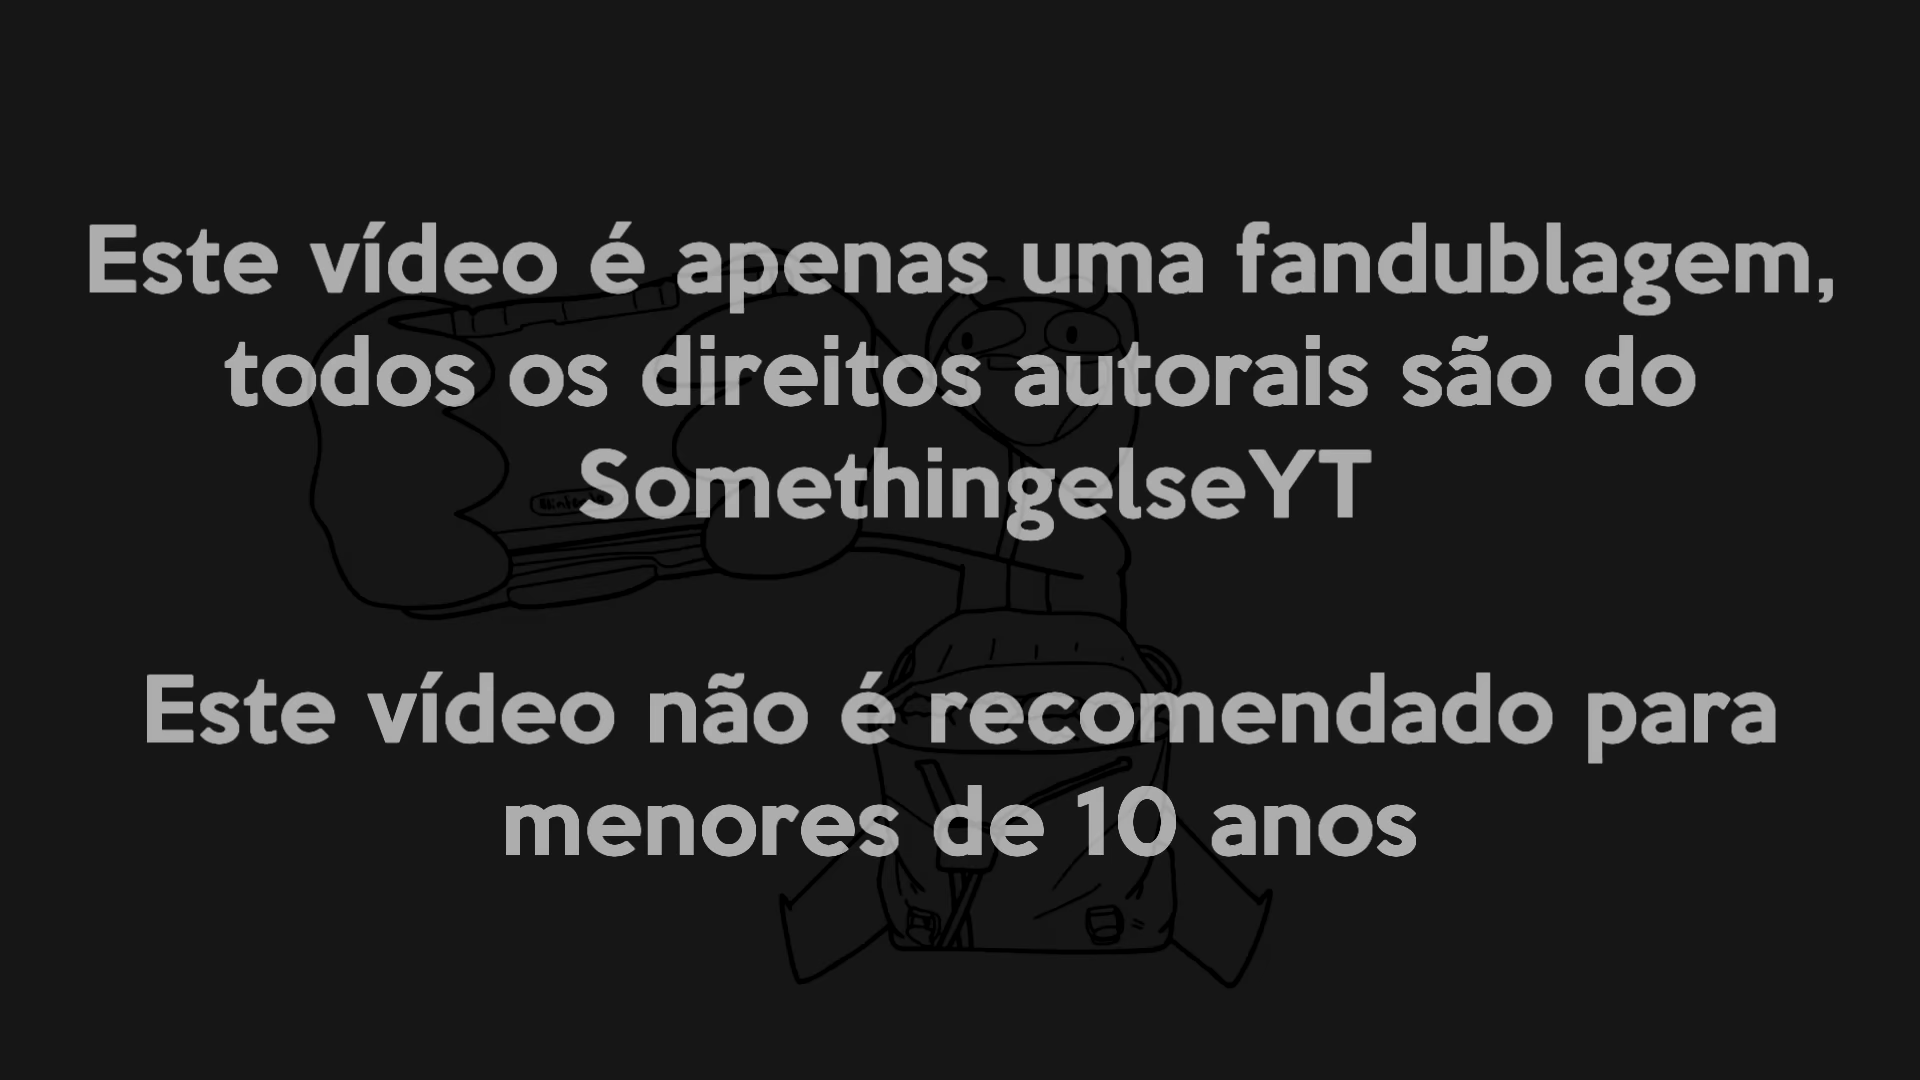 Este vídeo é apenas uma fandublagem,
todos os direitos autorais são do
SomethingelseYT
Este vídeo não é recomendado para
menores de 10 anos